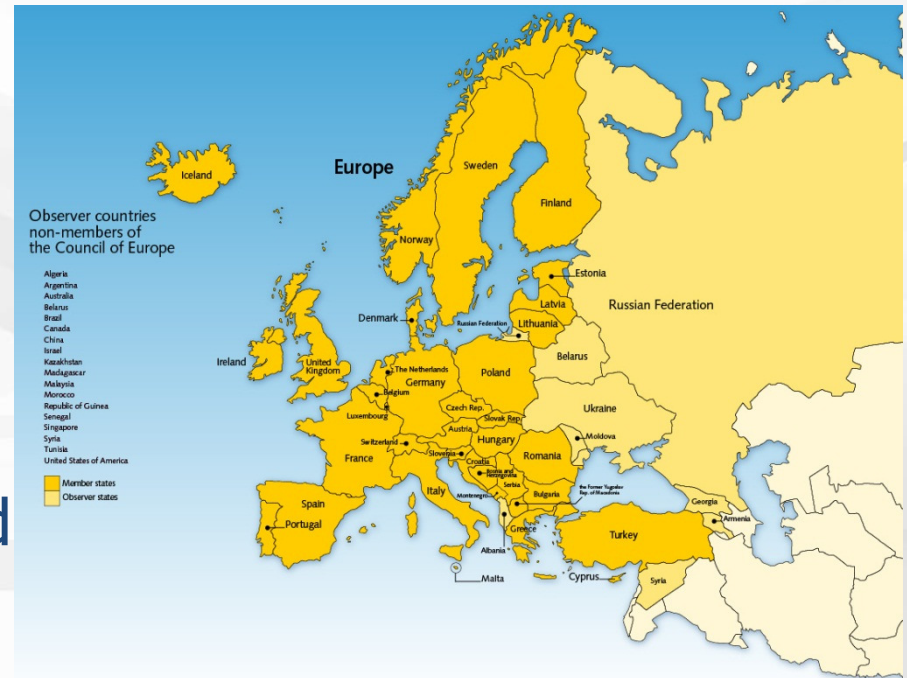 Europe
Iceland
Sweden
Finland
Norway
Observer countries
non-members of
the Council of Europe
Algeria
Argentina
Australia
Belarus
Brazil
Canada
China
Israel
Kazakhstan
Madagascar
Malaysia
Morocco
Republic of Guinea
Senegal
Singapore
Syria
Tunisia
United States of America
Member states
Observer states
d
Estonia
Latvia
Lithuania
Russian Federation
Russian Federation
Denmark
Belarus
Ireland
United
Kingdom
The Netherlands
Germany
Poland
Belgium
Luxembourg
Czech Rep.
Slovak Rep.
Ukraine
Austria
Switzerland
Hungary
Moldova
France
Slovenia
Croatia
Romania
Bosnia and
Herzegovina
Serbia
Italy
Montenegro
Bulgaria
the Former Yugoslav
Rep. of Macedonia
Georgia
Armenia
Spain
Portugal
Greece
Turkey
Albania
Malta
Cyprus
Syria